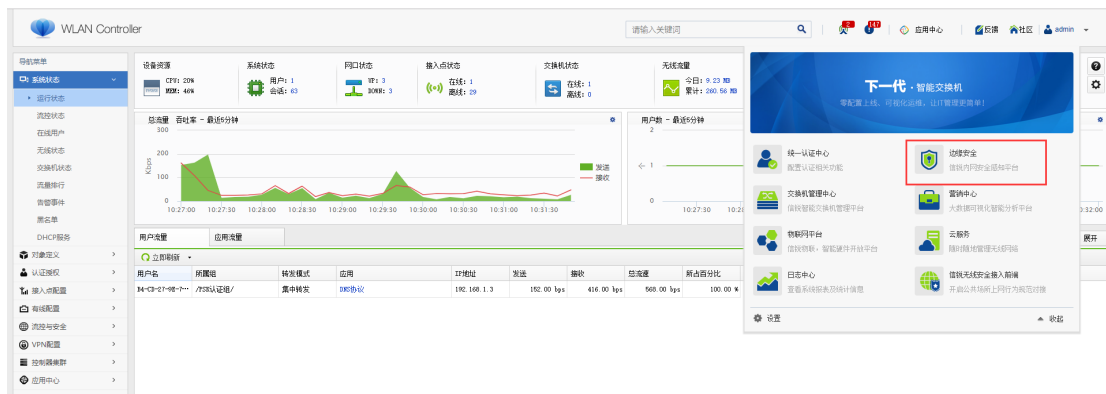 WLAN Controller
请输入关键词
2
147
应用中心
反馈
社区
admin
导航菜单
系统状态
运行状态
流控状态
在线用户
无线状态
交换机状态
流量排行
告警事件
黑名单
DHCP服务
对象定义
认证授权
接入点配置
有线配置
流控与安全
VPN配置
控制器集群
应用中心
设备资源
CPU: 20%
MEM: 46%
系统状态
用户: 1
会话: 63
网口状态
UP: 3
DOWN: 3
接入点状态
在线: 1
离线: 29
交换机状态
在线: 1
离线: 0
无线流量
今日: 9.23 MB
累计: 260.56 MB
总流量 吞吐率 - 最近5分钟
300
200
100
0
Kbps
10:27:00 10:27:30 10:28:00 10:28:30 10:29:00 10:29:30 10:30:00 10:30:30 10:31:00 10:31:30
发送
接收
用户数 - 最近5分钟
2
1
0
10:27:30 10:28
0:32:00
用户流量 应用流量
展开
立即刷新
用户名 所属组 转发模式 应用 IP地址 发送 接收 总流速 所占百分比
/PSK认证组/ 集中转发 DNS协议 192.168.1.3 152.00 bps 416.00 bps 568.00 bps 100.00 %
下一代 · 智能交换机
零配置上线、可视化运维，让IT管理更简单！
统一认证中心
配置认证相关功能
边缘安全
信锐内网安全感知平台
交换机管理中心
信锐智能交换机管理平台
营销中心
大数据可视化智能分析平台
物联网平台
信锐物联+ 智能硬件开放平台
云服务
随时随地管理无线网络
日志中心
查看系统报表及统计信息
信锐无线安全接入前端
开启公共场所上网行为规范对接
设置
收起